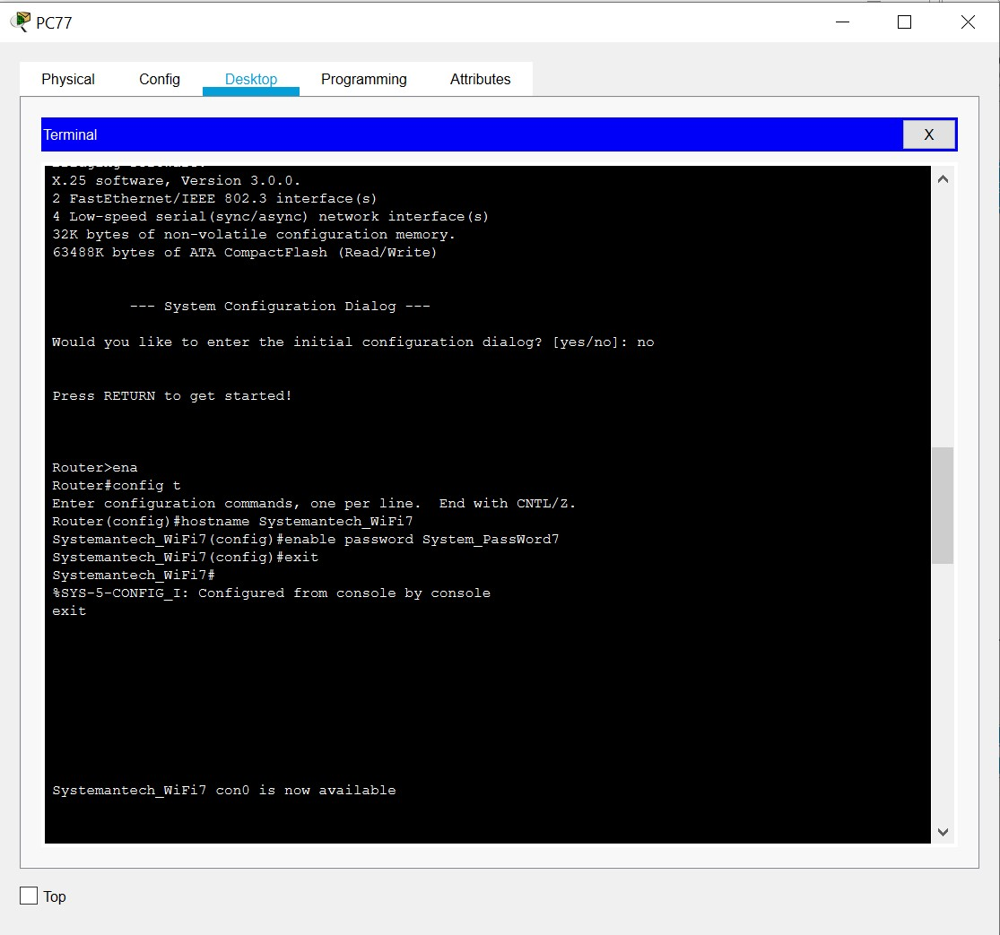 PC77
Physical Config Desktop Programming Attributes
Terminal X
X.25 software, Version 3.0.0.
2 FastEthernet/IEEE 802.3 interface(s)
4 Low-speed serial(sync/async) network interface(s)
32K bytes of non-volatile configuration memory.
63488K bytes of ATA CompactFlash (Read/Write)
--- System Configuration Dialog ---
Would you like to enter the initial configuration dialog? [yes/no]: no
Press RETURN to get started!
Router>ena
Router#config t
Enter configuration commands, one per line.  End with CNTL/Z.
Router(config)#hostname Systemantech_WiFi7
Systemantech_WiFi7(config)#enable password System_PassWord7
Systemantech_WiFi7(config)#exit
Systemantech_WiFi7#
%SYS-5-CONFIG_I: Configured from console by console
exit
Systemantech_WiFi7 con0 is now available
Top